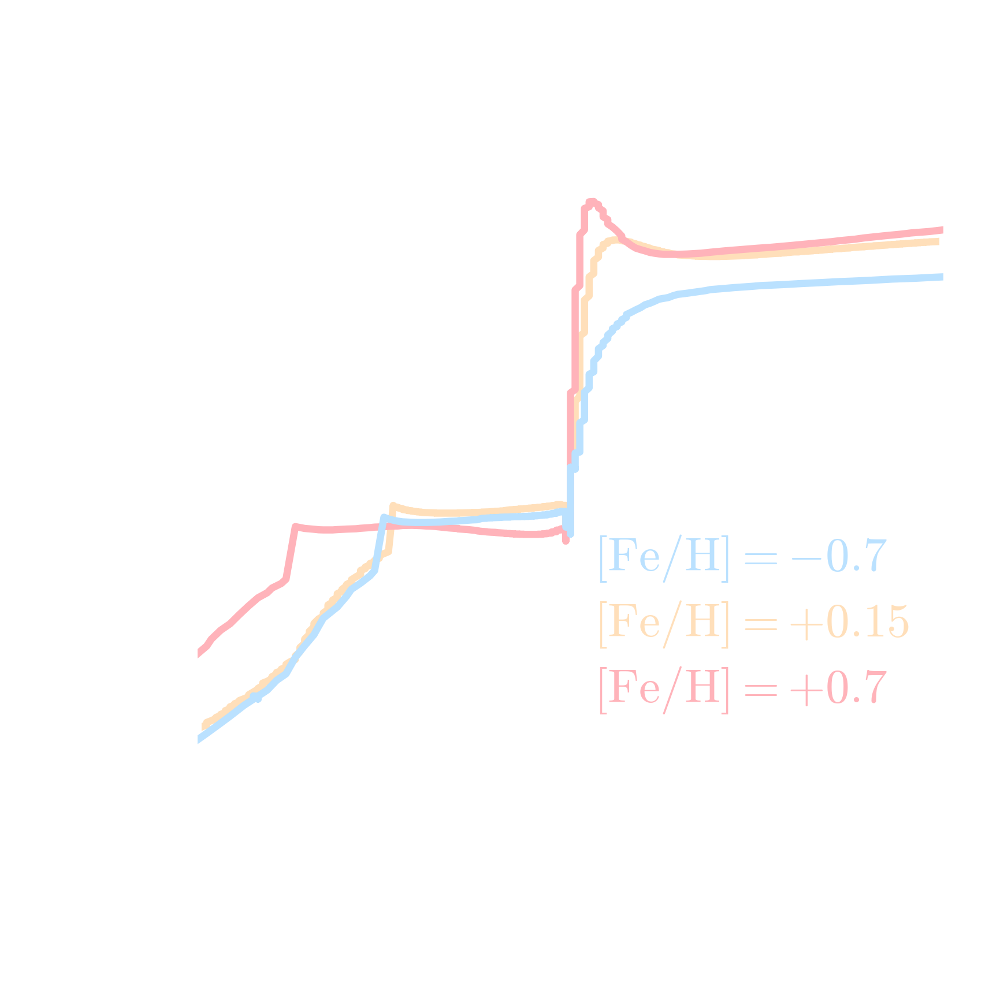 [Fe/H] = −0.7
[Fe/H] = +0.15
[Fe/H] = +0.7